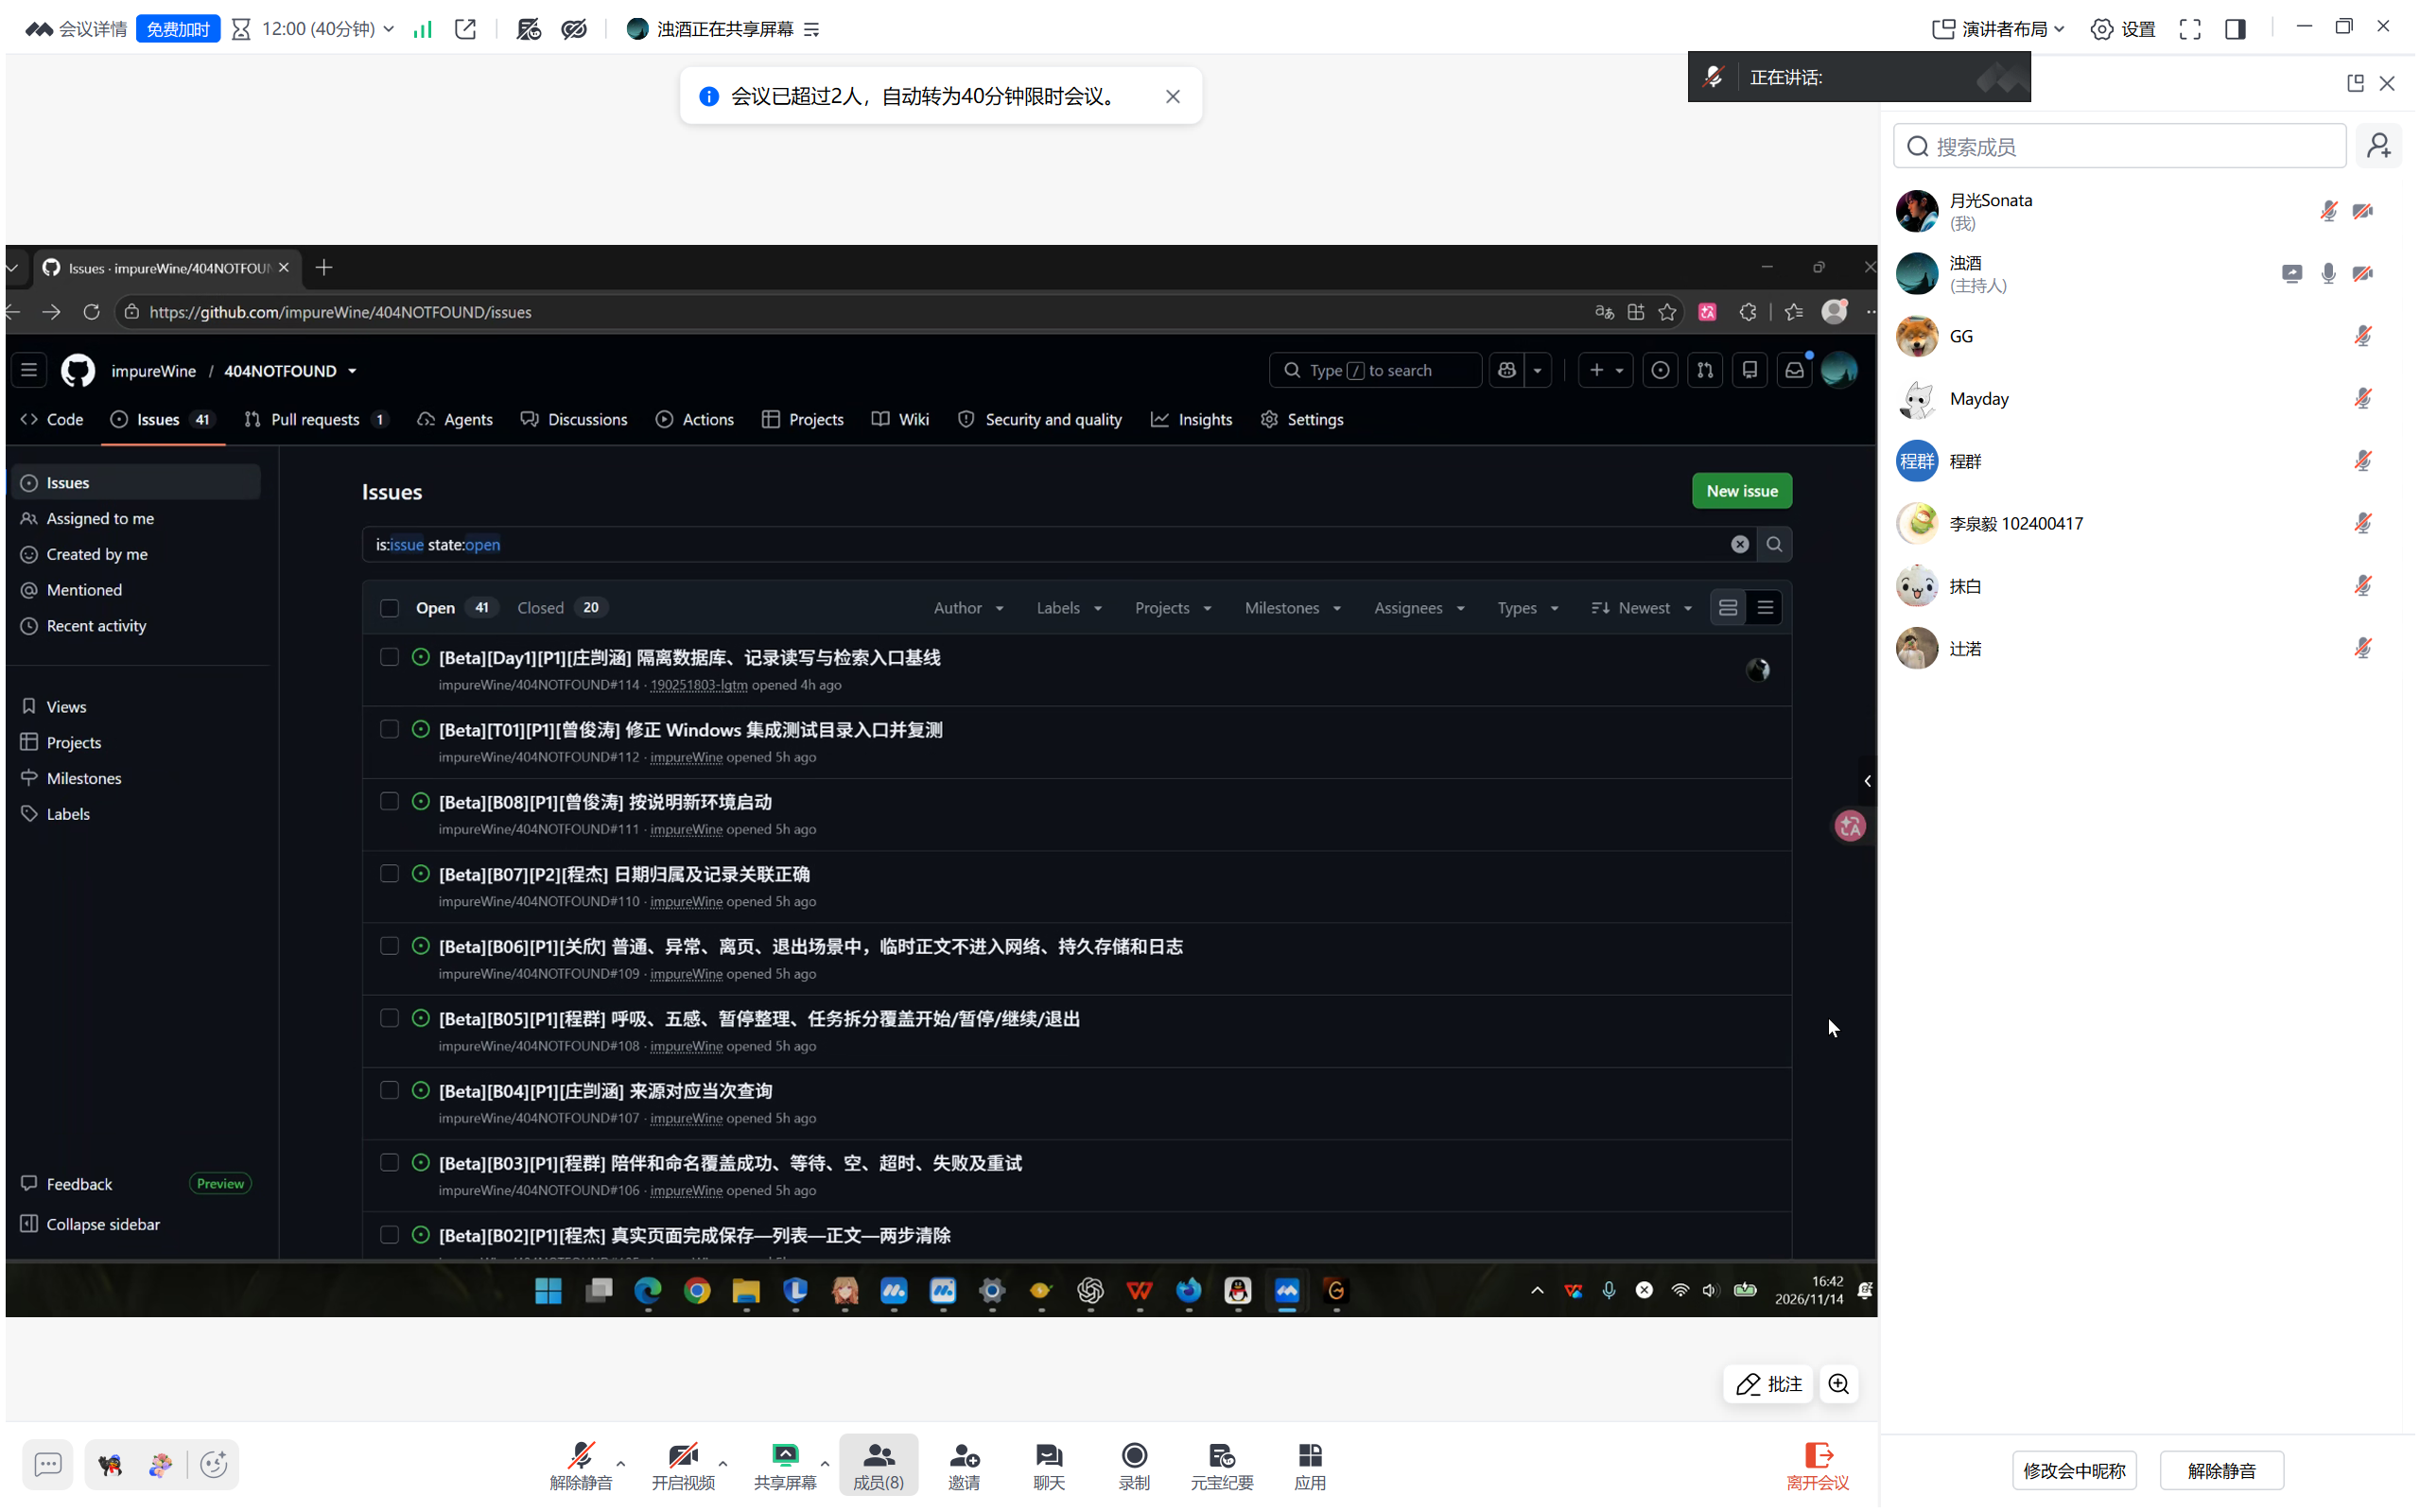 会议详情 免费加时 12:00 (40分钟) 浊酒正在共享屏幕 演讲者布局 设置
正在讲话:
会议已超过2人，自动转为40分钟限时会议。
搜索成员
月光Sonata
(我)
浊酒
(主持人)
GG
Mayday
程群 程群
李泉毅 102400417
抹白
辻渃
Issues · impureWine/404NOTFOUN
https://github.com/impureWine/404NOTFOUND/issues
impureWine / 404NOTFOUND Type / to search
Code Issues 41 Pull requests 1 Agents Discussions Actions Projects Wiki Security and quality Insights Settings
Issues
Assigned to me
Created by me
Mentioned
Recent activity
Views
Projects
Milestones
Labels
Feedback Preview
Collapse sidebar
Issues New issue
is:issue state:open
Open 41 Closed 20 Author Labels Projects Milestones Assignees Types Newest
[Beta][Day1][P1][庄剀涵] 隔离数据库、记录读写与检索入口基线
impureWine/404NOTFOUND#114 · 190251803-lgtm opened 4h ago
[Beta][T01][P1][曾俊涛] 修正 Windows 集成测试目录入口并复测
impureWine/404NOTFOUND#112 · impureWine opened 5h ago
[Beta][B08][P1][曾俊涛] 按说明新环境启动
impureWine/404NOTFOUND#111 · impureWine opened 5h ago
[Beta][B07][P2][程杰] 日期归属及记录关联正确
impureWine/404NOTFOUND#110 · impureWine opened 5h ago
[Beta][B06][P1][关欣] 普通、异常、离页、退出场景中，临时正文不进入网络、持久存储和日志
impureWine/404NOTFOUND#109 · impureWine opened 5h ago
[Beta][B05][P1][程群] 呼吸、五感、暂停整理、任务拆分覆盖开始/暂停/继续/退出
impureWine/404NOTFOUND#108 · impureWine opened 5h ago
[Beta][B04][P1][庄剀涵] 来源对应当次查询
impureWine/404NOTFOUND#107 · impureWine opened 5h ago
[Beta][B03][P1][程群] 陪伴和命名覆盖成功、等待、空、超时、失败及重试
impureWine/404NOTFOUND#106 · impureWine opened 5h ago
[Beta][B02][P1][程杰] 真实页面完成保存—列表—正文—两步清除
16:42
2026/11/14
批注
解除静音 开启视频 共享屏幕 成员(8) 邀请 聊天 录制 元宝纪要 应用 离开会议
修改会中昵称 解除静音